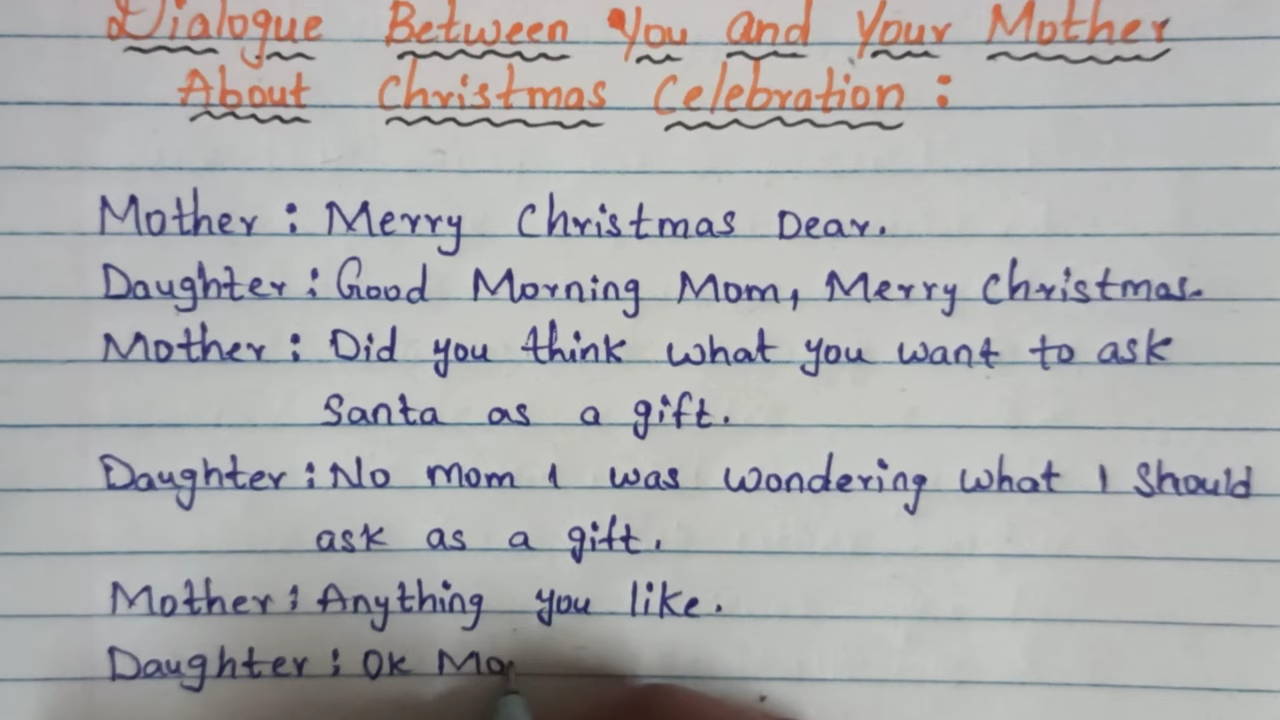 Dialogue Between You and Your Mother
About Christmas Celebration :
Mother : Merry Christmas Dear.
Daughter : Good Morning Mom, Merry Christmas.
Mother : Did you think what you want to ask
Santa as a gift.
Daughter : No mom I was wondering what I should
ask as a gift.
Mother : Anything you like.
Daughter : Ok Mo